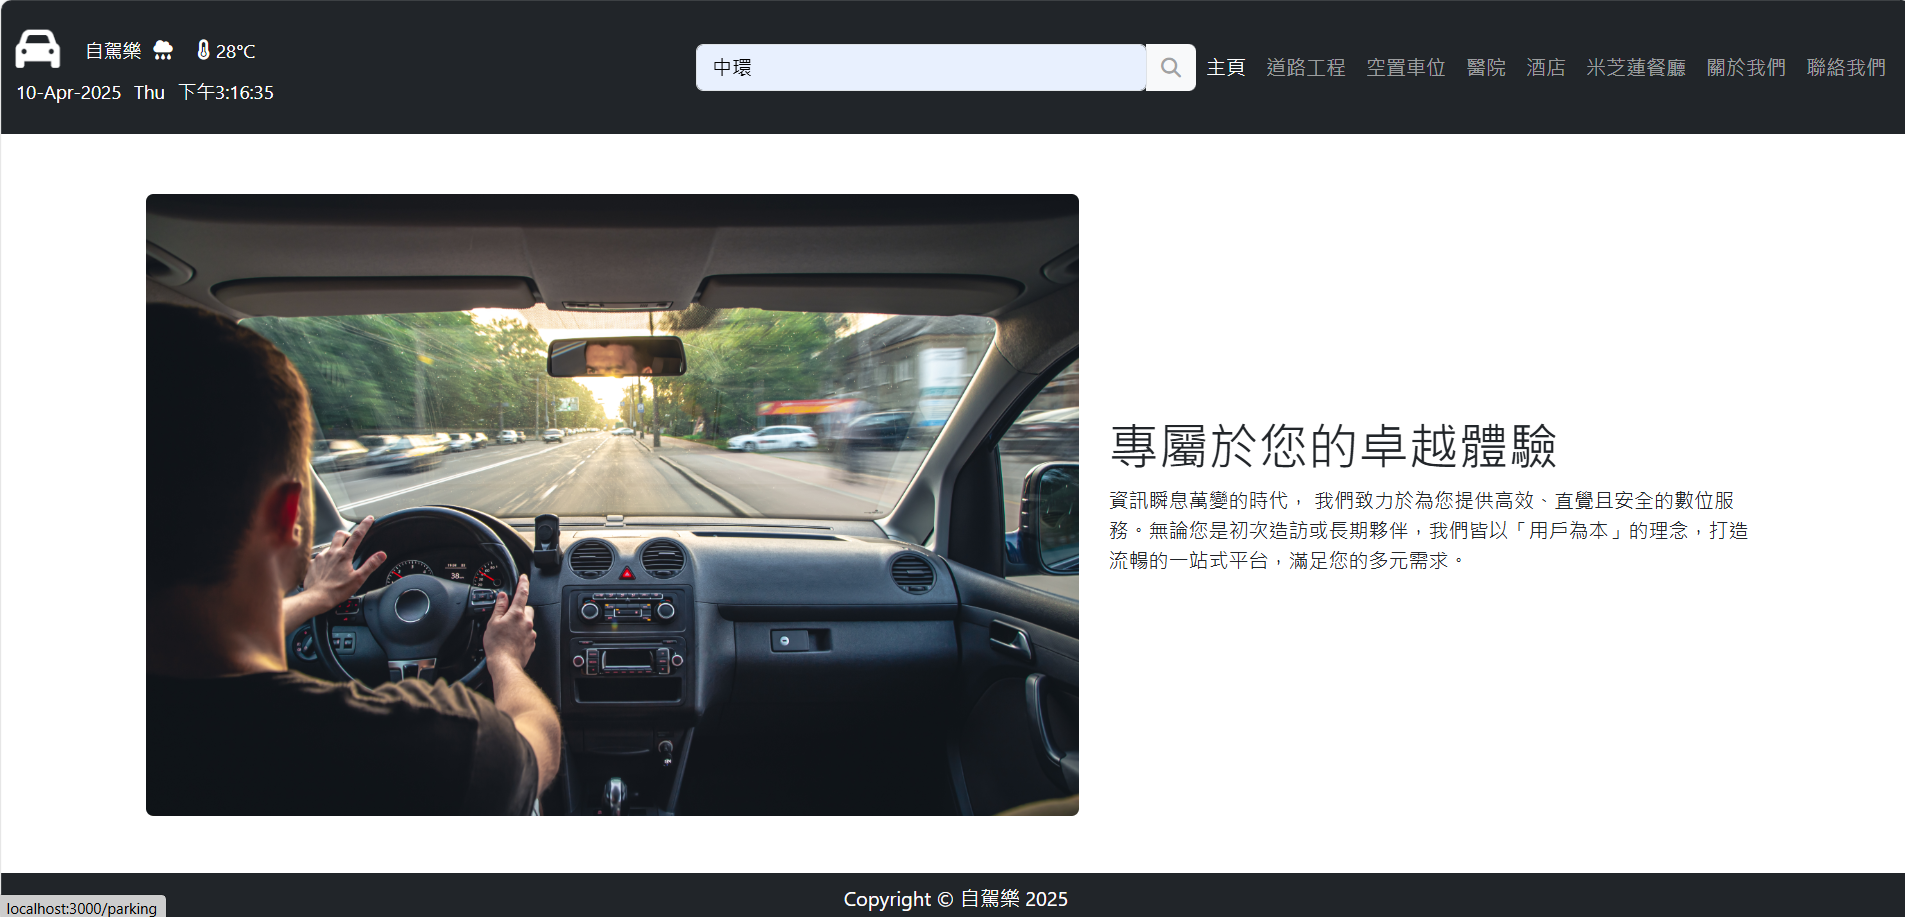 自駕樂 28°C
10-Apr-2025 Thu 下午3:16:35
中環
主頁 道路工程 空置車位 醫院 酒店 米芝蓮餐廳 關於我們 聯絡我們
專屬於您的卓越體驗
資訊瞬息萬變的時代， 我們致力於為您提供高效、直覺且安全的數位服
務。無論您是初次造訪或長期夥伴，我們皆以「用戶為本」的理念，打造
流暢的一站式平台，滿足您的多元需求。
Copyright © 自駕樂 2025
localhost:3000/parking